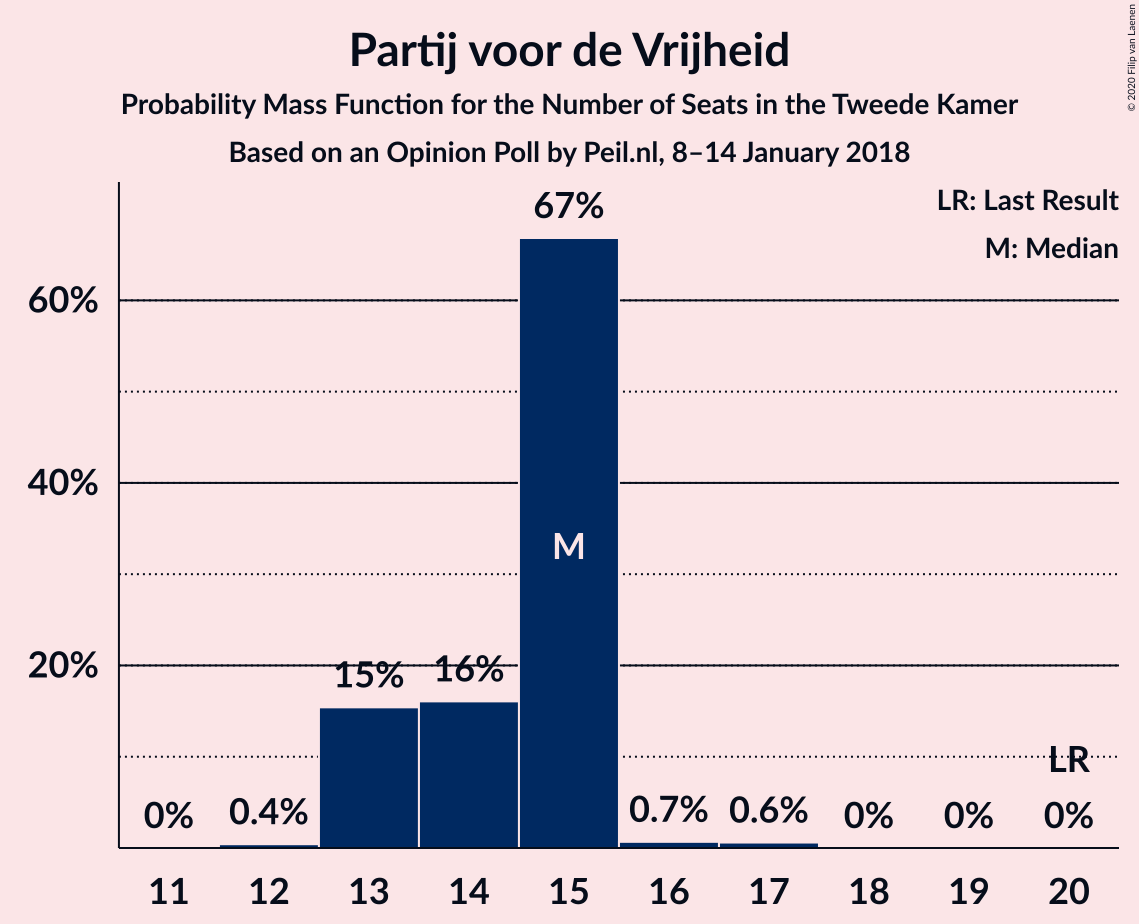 Partij voor de Vrijheid
Probability Mass Function for the Number of Seats in the Tweede Kamer
Based on an Opinion Poll by Peil.nl, 8–14 January 2018
© 2020 Filip van Laenen
LR: Last Result
M: Median
60%
40%
20%
0%
0.4%
15%
16%
67%
M
0.7%
0.6%
0%
0%
LR
0%
11
12
13
14
15
16
17
18
19
20